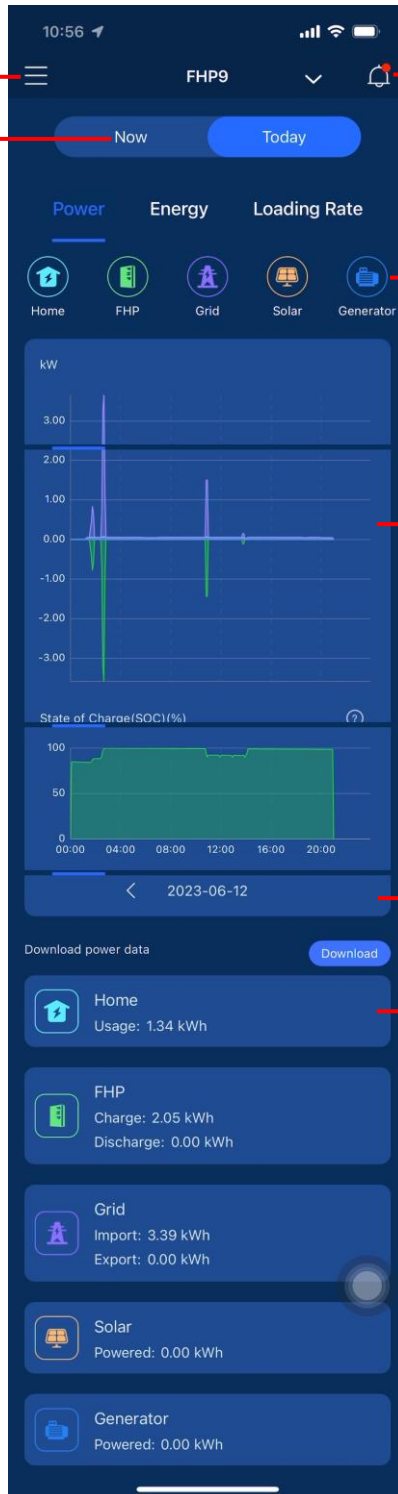 10:56
FHP9
Now Today
Power Energy Loading Rate
Home FHP Grid Solar Generator
kW
3.00
2.00
1.00
0.00
-1.00
-2.00
-3.00
State of Charge(SOC)(%) ?
100
50
0
00:00 04:00 08:00 12:00 16:00 20:00
2023-06-12
Download power data Download
Home
Usage: 1.34 kWh
FHP
Charge: 2.05 kWh
Discharge: 0.00 kWh
Grid
Import: 3.39 kWh
Export: 0.00 kWh
Solar
Powered: 0.00 kWh
Generator
Powered: 0.00 kWh